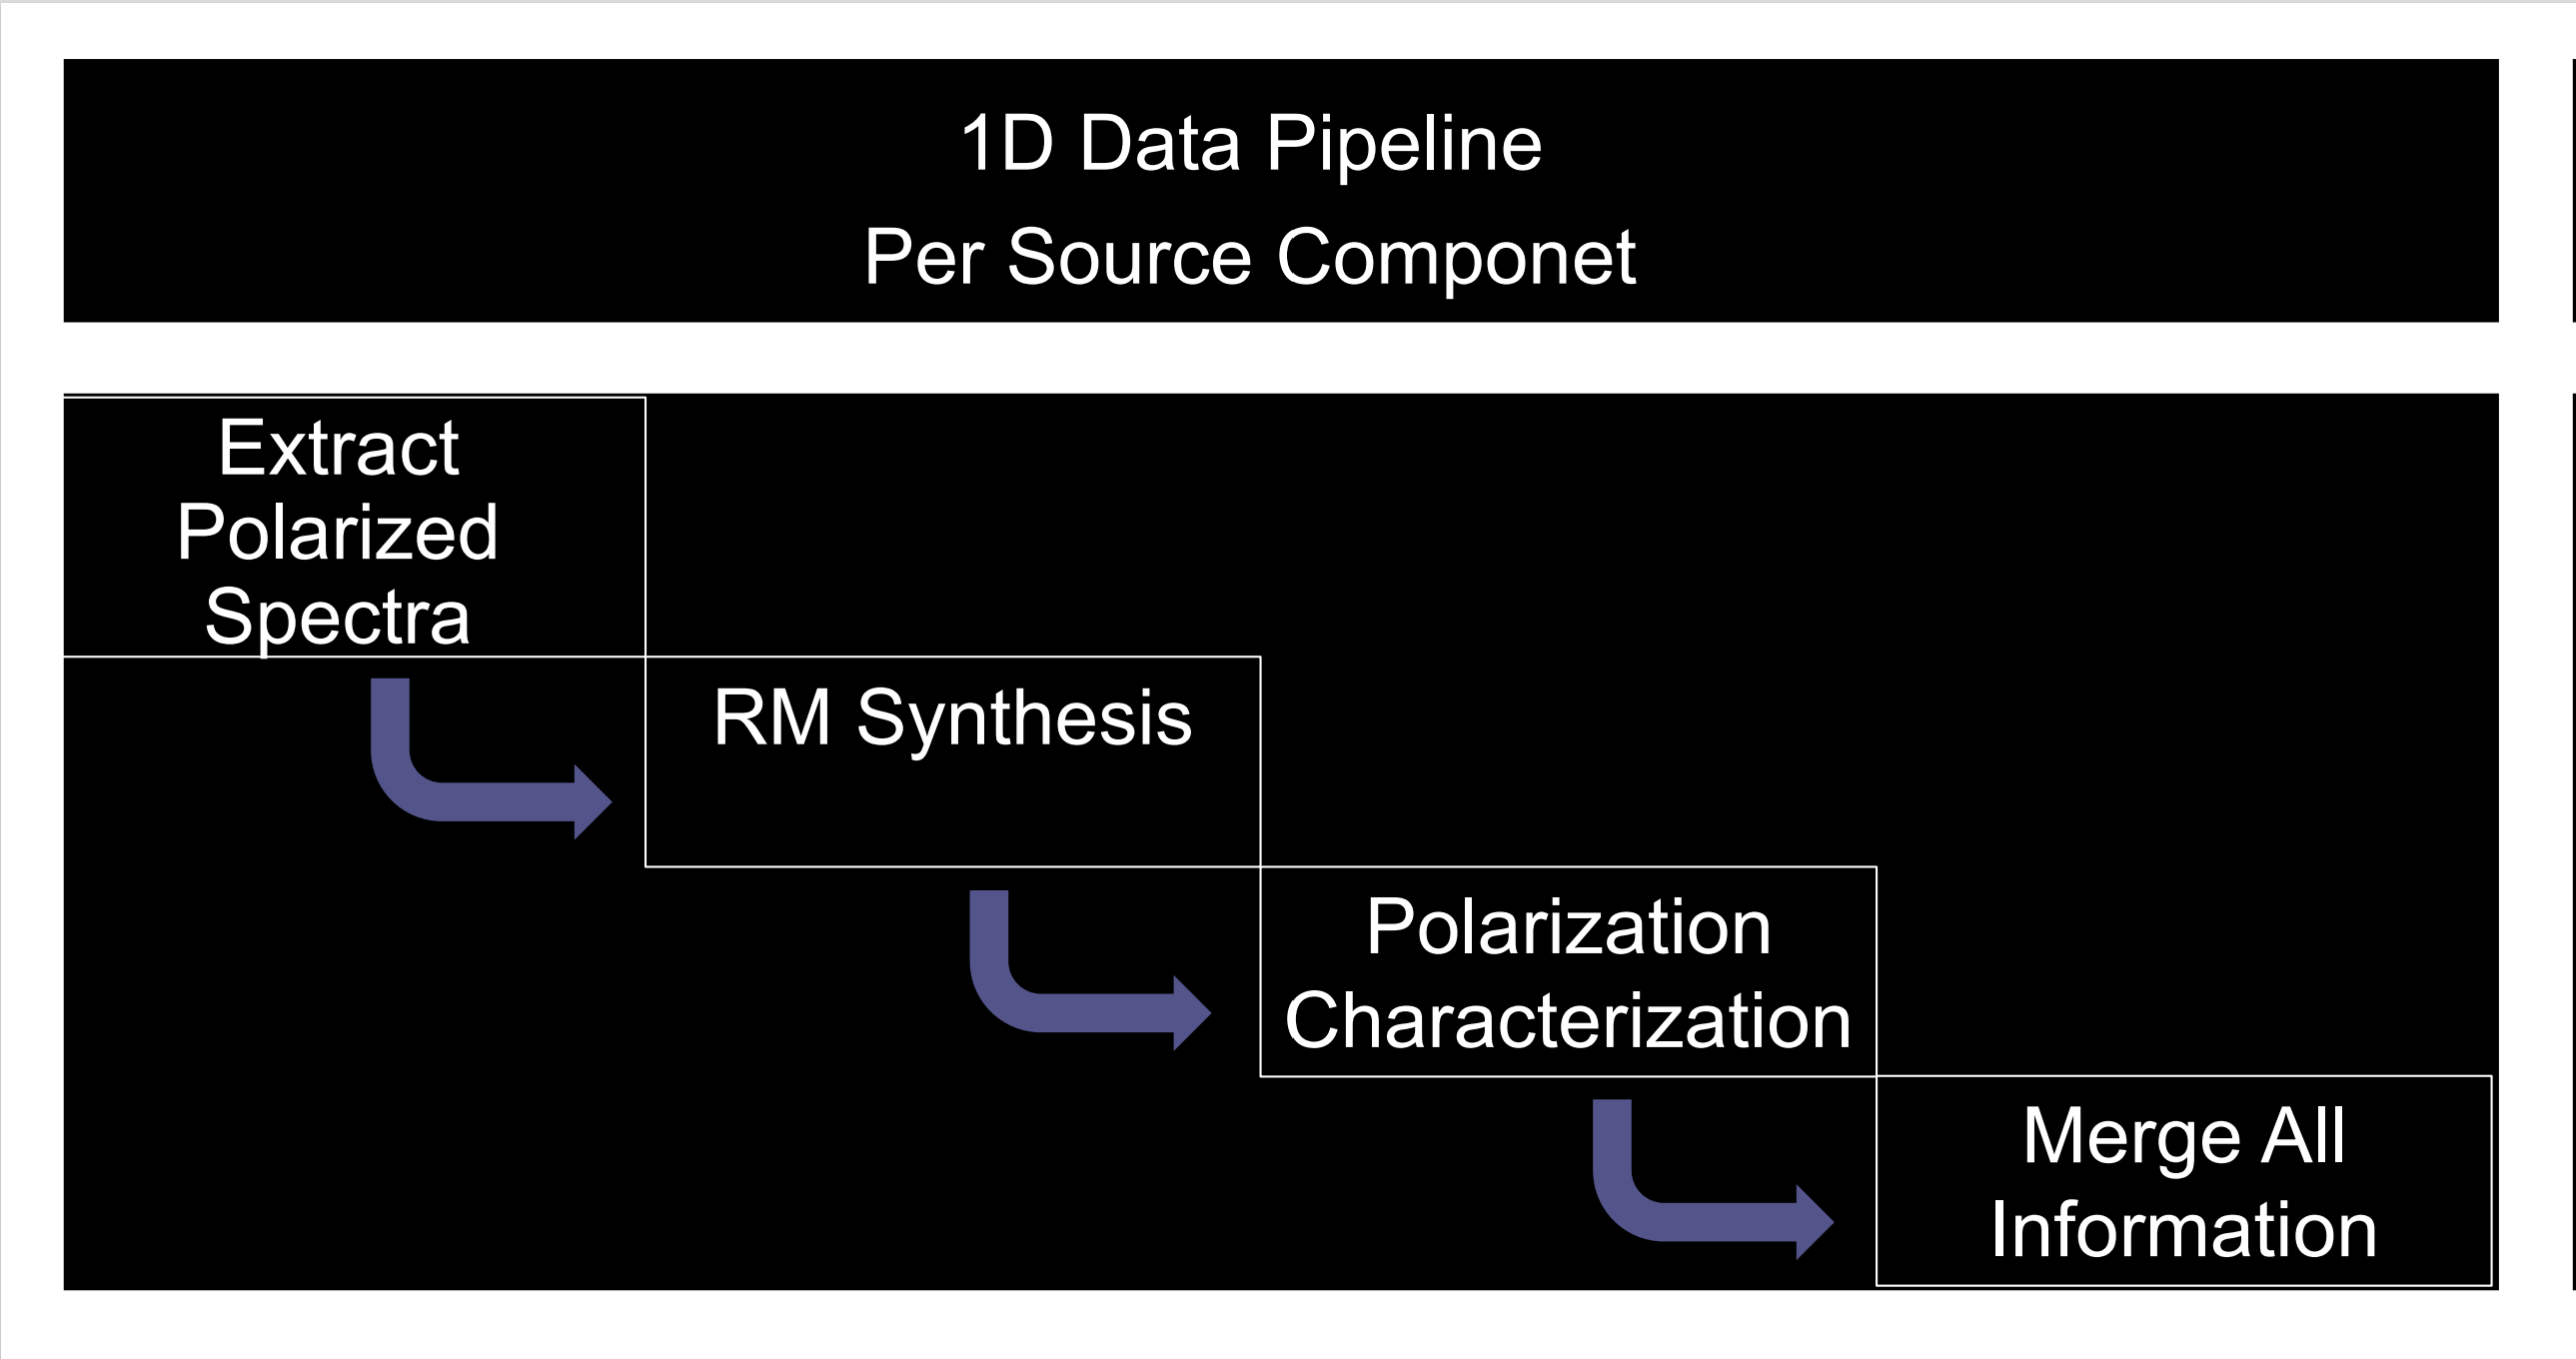 1D Data Pipeline
Per Source Componet
Extract
Polarized
Spectra
RM Synthesis
Polarization
Characterization
Merge All
Information